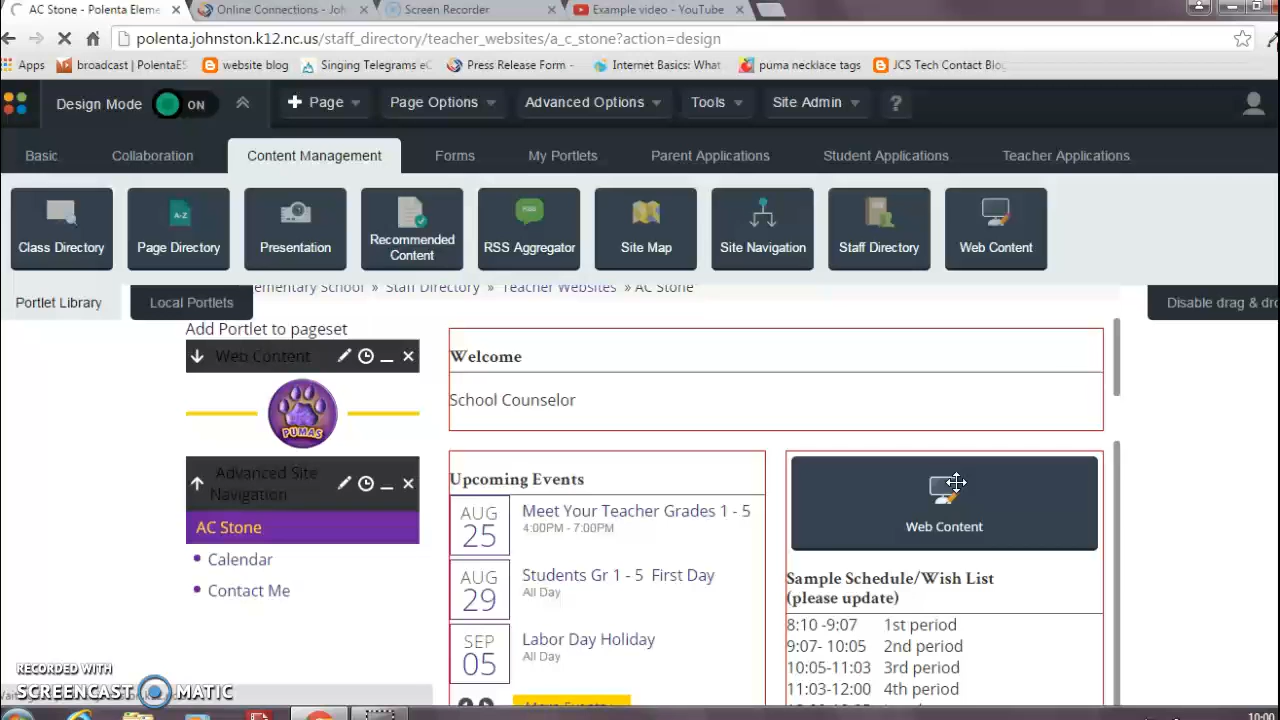 AC Stone - Polenta Eleme
Online Connections - Joh
Screen Recorder
Example video - YouTube
polenta.johnston.k12.nc.us/staff_directory/teacher_websites/a_c_stone?action=design
Apps broadcast | PolentaES website blog Singing Telegrams eC Press Release Form - Internet Basics: What puma necklace tags JCS Tech Contact Blog
Design Mode ON + Page Page Options Advanced Options Tools Site Admin ?
Basic Collaboration Content Management Forms My Portlets Parent Applications Student Applications Teacher Applications
Class Directory
A-Z
Page Directory
Presentation
Recommended
Content
RSS Aggregator
Site Map
Site Navigation
Staff Directory
Web Content
Portlet Library Local Portlets
Disable drag & dro
ementary School » Staff Directory » Teacher Websites » AC Stone
Add Portlet to pageset
Web Content
PUMAS
Advanced Site
Navigation
AC Stone
Calendar
Contact Me
Welcome
School Counselor
Upcoming Events
AUG
25
Meet Your Teacher Grades 1 - 5
4:00PM - 7:00PM
AUG
29
Students Gr 1 - 5 First Day
All Day
SEP
05
Labor Day Holiday
All Day
More Events
Web Content
Sample Schedule/Wish List
(please update)
8:10 -9:07 1st period
9:07- 10:05 2nd period
10:05-11:03 3rd period
11:03-12:00 4th period
RECORDED WITH
SCREENCAST MATIC
10:00